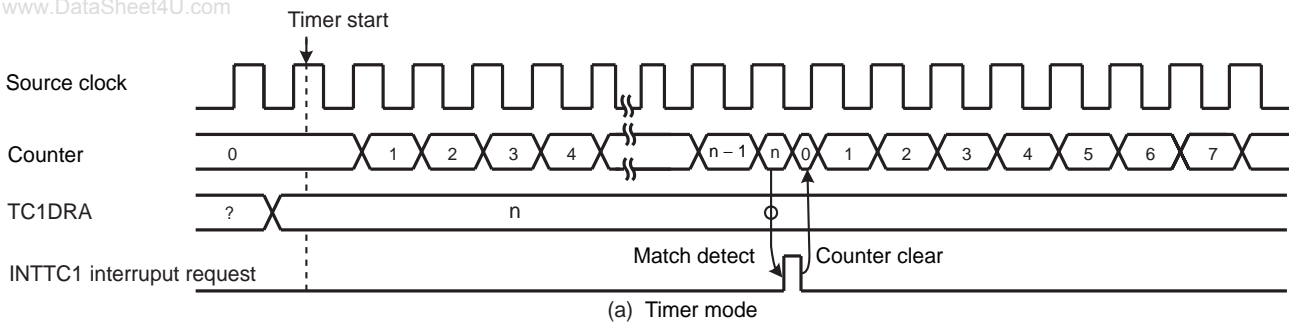 www.DataSheet4U.com
Timer start
Source clock
Counter 0 1 2 3 4 n – 1 n 0 1 2 3 4 5 6 7
TC1DRA ? n
Match detect Counter clear
INTTC1 interruput request
(a) Timer mode